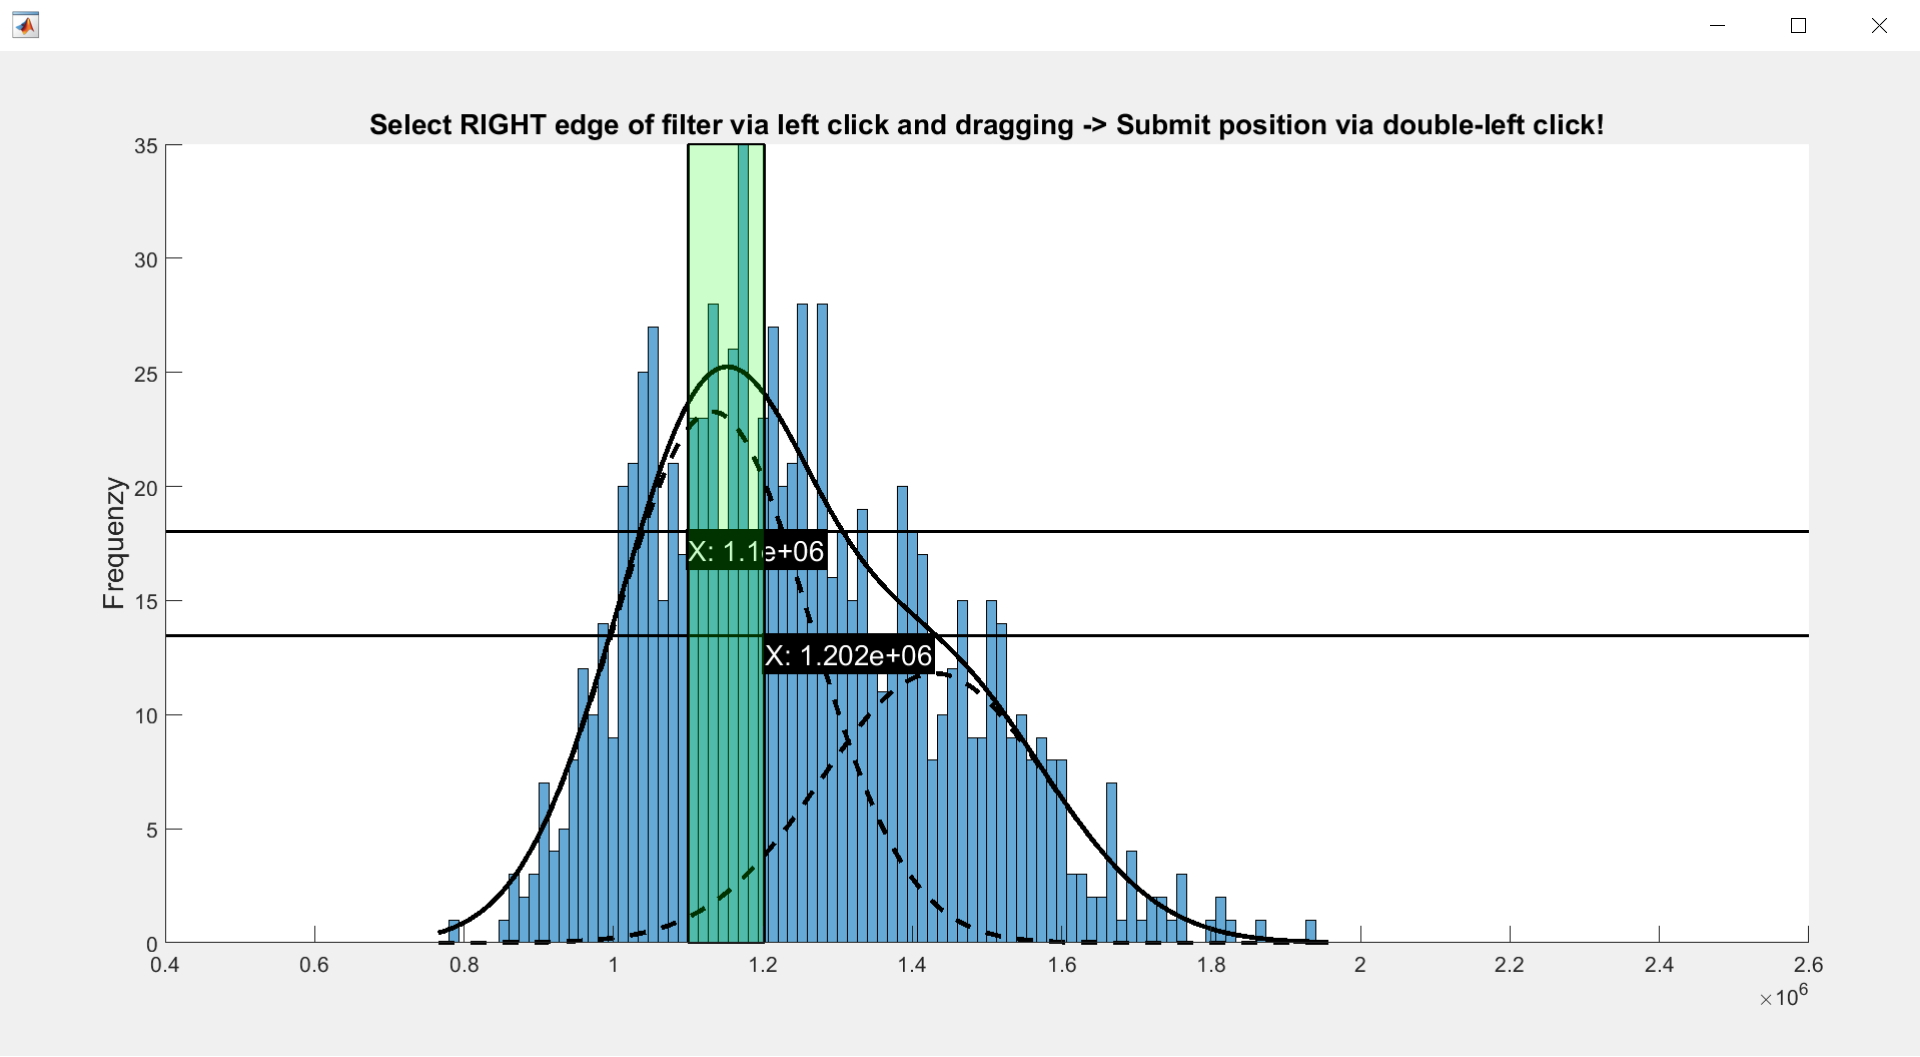 Select RIGHT edge of filter via left click and dragging -> Submit position via double-left click!
35
30
25
20
15
10
5
0
Frequenzy
X: 1.1e+06
X: 1.202e+06
0.4 0.6 0.8 1 1.2 1.4 1.6 1.8 2 2.2 2.4 2.6
×10⁶